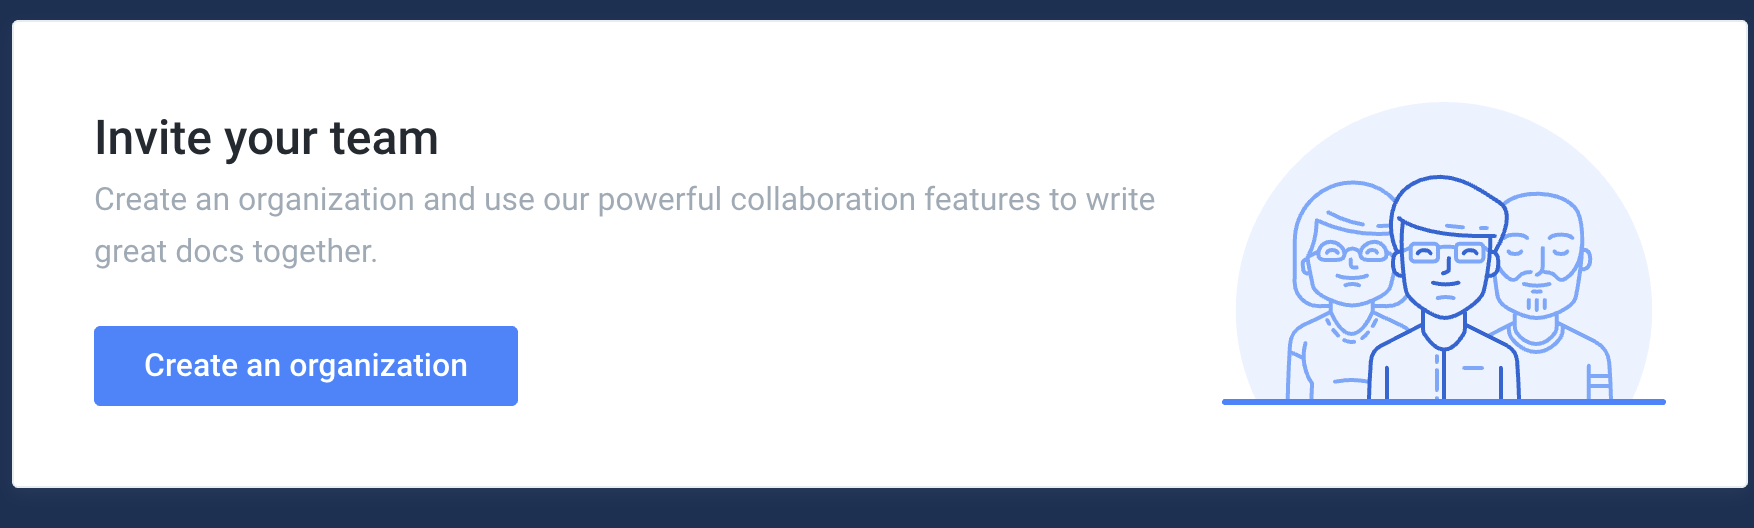 Invite your team
Create an organization and use our powerful collaboration features to write
great docs together.
Create an organization